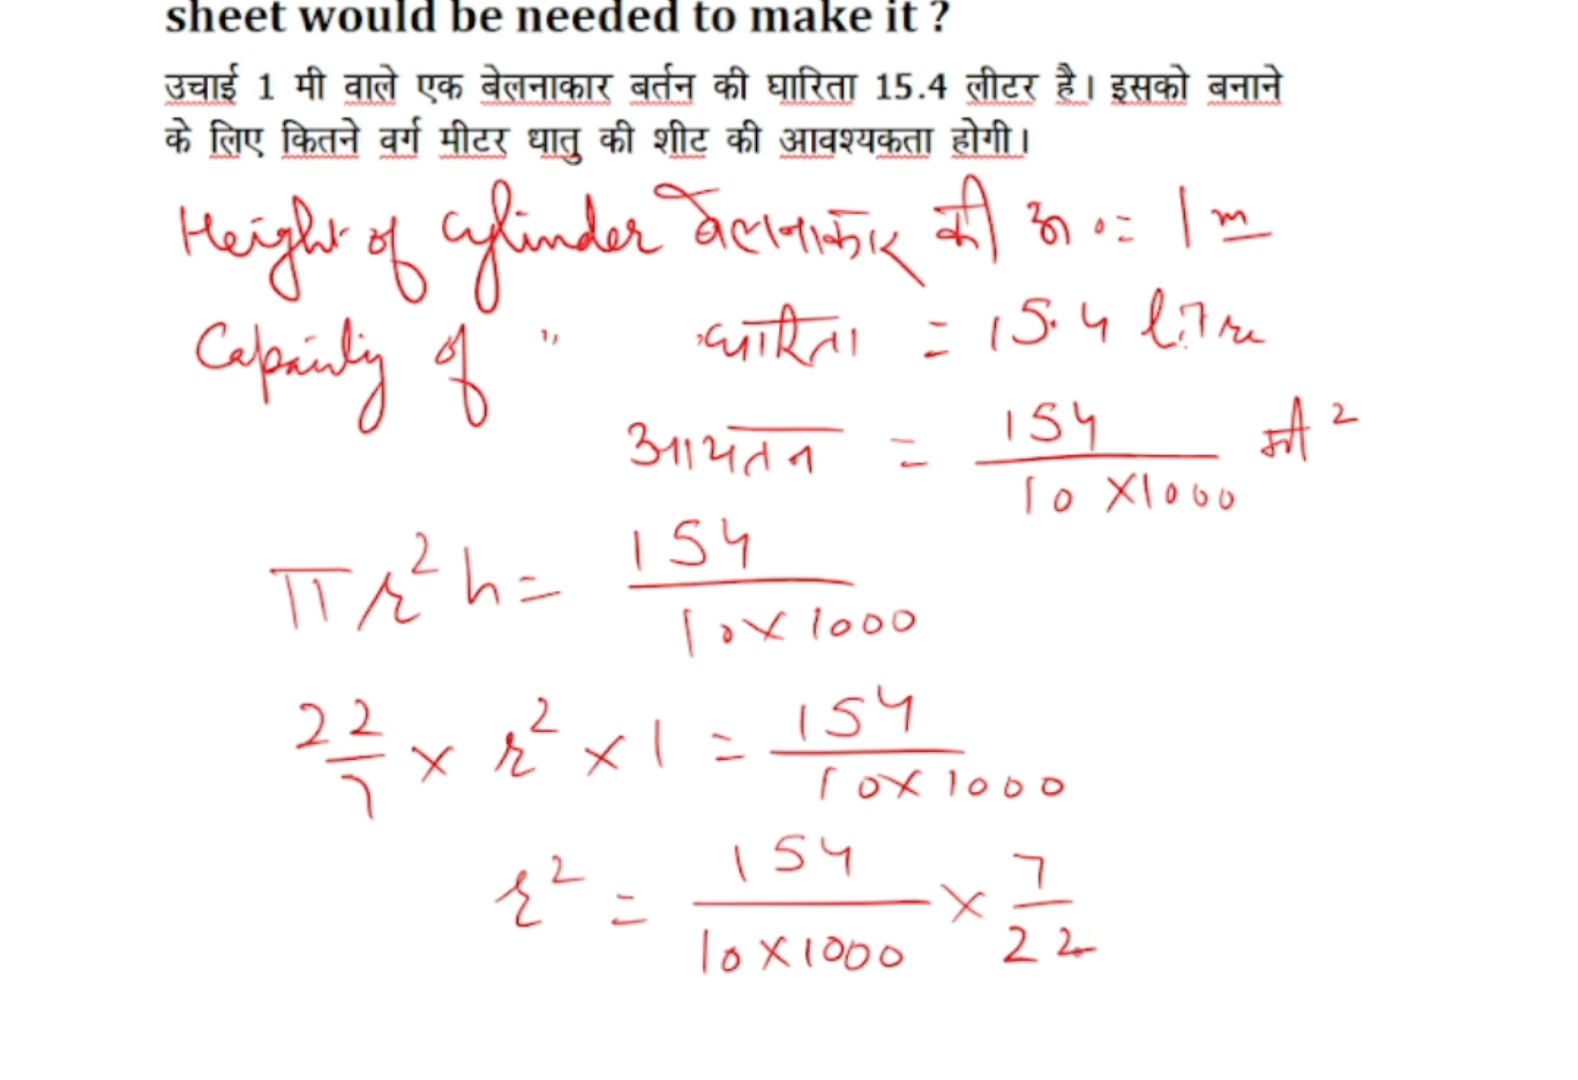 sheet would be needed to make it ?
उचाई 1 मी वाले एक बेलनाकार बर्तन की घारिता 15.4 लीटर है। इसको बनाने
के लिए कितने वर्ग मीटर धातु की शीट की आवश्यकता होगी।
Height of cylinder बेलनाकार की ऊ० = 1 m
Capacity of " धारिता = 15.4 litre
आयतन = 154 / 10 × 1000 मी²
π r² h = 154 / 10 × 1000
22/7 × r² × 1 = 154 / 10 × 1000
r² = 154 / 10 × 1000 × 7/22